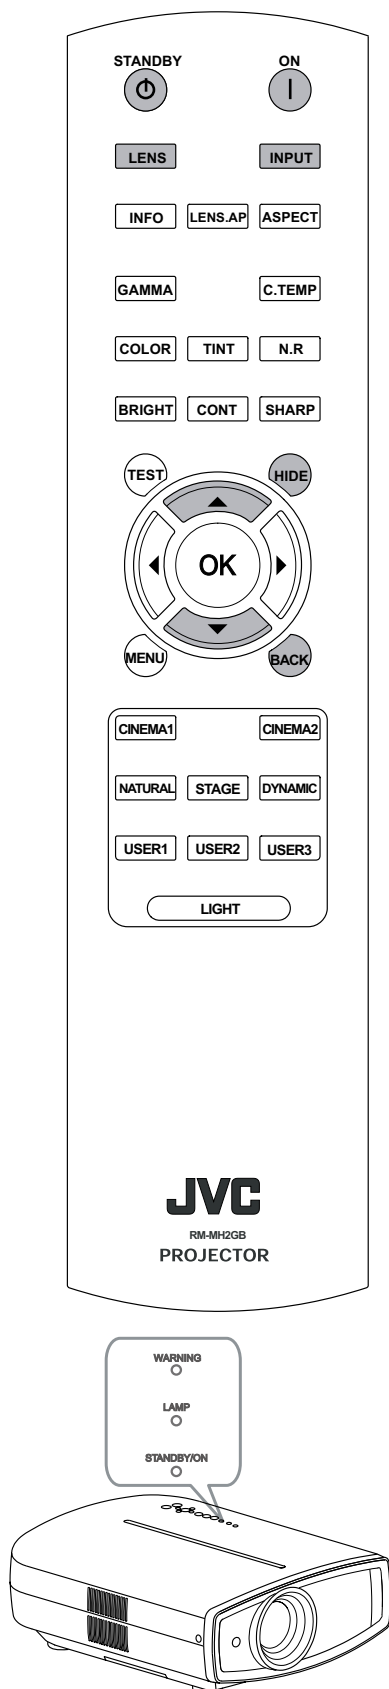 STANDBY ON
LENS INPUT
INFO LENS.AP ASPECT
GAMMA C.TEMP
COLOR TINT N.R
BRIGHT CONT SHARP
TEST HIDE
OK
MENU BACK
CINEMA1 CINEMA2
NATURAL STAGE DYNAMIC
USER1 USER2 USER3
LIGHT
JVC
RM-MH2GB
PROJECTOR
WARNING
LAMP
STANDBY/ON